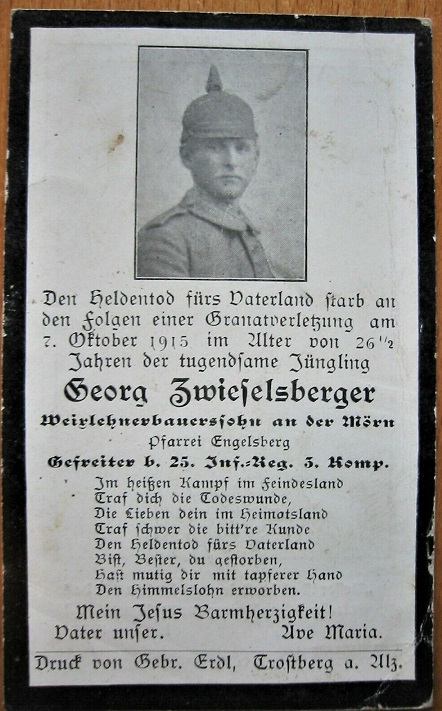 Den Heldentod fürs Vaterland starb an
den Folgen einer Granatverletzung am
7. Oktober 1915 im Alter von 26 1/2
Jahren der tugendsame Jüngling
Georg Zwieselsberger
Weirlehnerbauerssohn an der Mörn
Pfarrei Engelsberg
Gefreiter b. 25. Inf.-Reg. 3. Komp.
Im heißen Kampf im Feindesland
Traf dich die Todeswunde,
Die Lieben dein im Heimatsland
Traf schwer die bitt're Kunde
Den Heldentod fürs Vaterland
Bist, Bester, du gestorben,
Hast mutig dir mit tapferer Hand
Den Himmelslohn erworben.
Mein Jesus Barmherzigkeit!
Vater unser. Ave Maria.
Druck von Gebr. Erdl, Trostberg a. Alz.